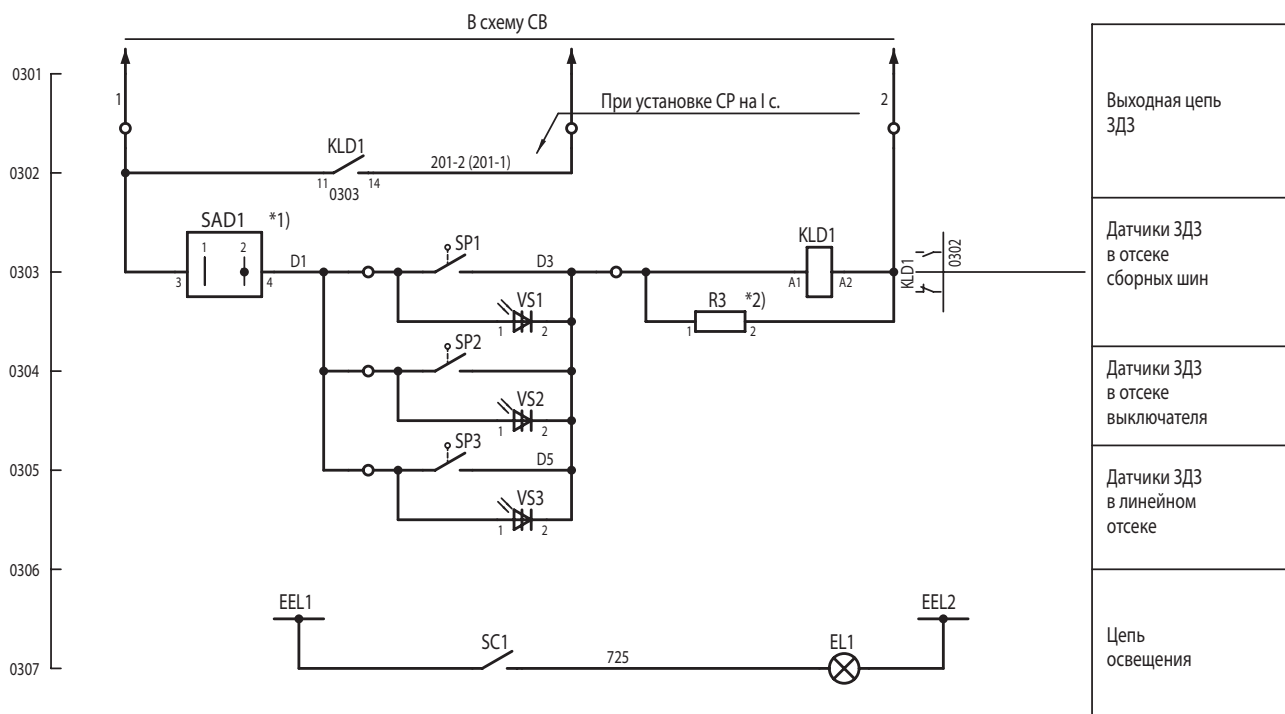 В схему СВ
0301
1
При установке СР на I с.
2
Выходная цепь
ЗДЗ
KLD1
201-2 (201-1)
0302
11
0303
14
SAD1
*1)
1
2
3
4
D1
SP1
D3
KLD1
A1
A2
KLD1
0302
Датчики ЗДЗ
в отсеке
сборных шин
0303
VS1
1
2
R3
*2)
1
2
SP2
0304
VS2
1
2
Датчики ЗДЗ
в отсеке
выключателя
SP3
D5
0305
VS3
1
2
Датчики ЗДЗ
в линейном
отсеке
0306
EEL1
EEL2
SC1
725
EL1
0307
Цепь
освещения